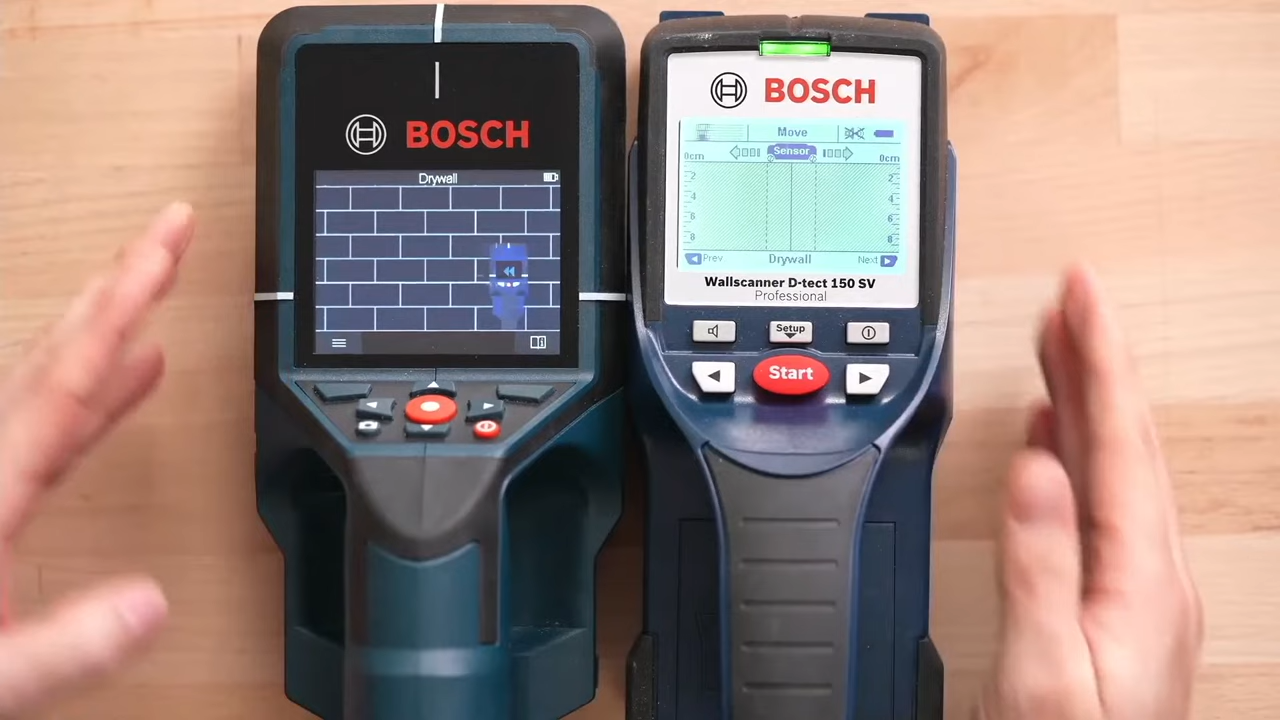 BOSCH
Drywall
BOSCH
Move
Sensor
0cm 0cm
2 2
4 4
6 6
8 8
Prev Drywall Next
Wallscanner D-tect 150 SV
Professional
Setup
Start